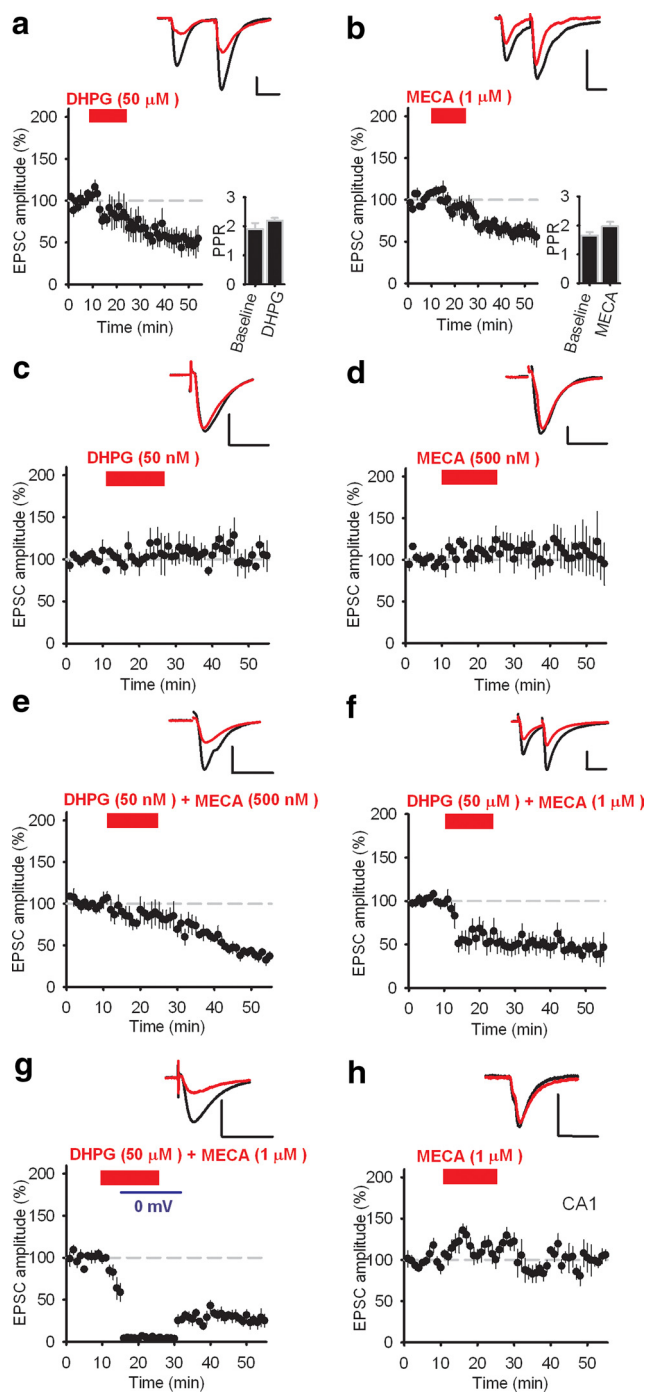 a
DHPG (50 μM)
EPSC amplitude (%)
200
150
100
50
0
0 10 20 30 40 50
Time (min)
PPR
3
2
1
0
Baseline
DHPG
b
MECA (1 μM)
EPSC amplitude (%)
200
150
100
50
0
0 10 20 30 40 50
Time (min)
PPR
3
2
1
0
Baseline
MECA
c
DHPG (50 nM)
EPSC amplitude (%)
200
150
100
50
0
0 10 20 30 40 50
Time (min)
d
MECA (500 nM)
EPSC amplitude (%)
200
150
100
50
0
0 10 20 30 40 50
Time (min)
e
DHPG (50 nM) + MECA (500 nM)
EPSC amplitude (%)
200
150
100
50
0
0 10 20 30 40 50
Time (min)
f
DHPG (50 μM) + MECA (1 μM)
EPSC amplitude (%)
200
150
100
50
0
0 10 20 30 40 50
Time (min)
g
DHPG (50 μM) + MECA (1 μM)
0 mV
EPSC amplitude (%)
200
150
100
50
0
0 10 20 30 40 50
Time (min)
h
MECA (1 μM)
CA1
EPSC amplitude (%)
200
150
100
50
0
0 10 20 30 40 50
Time (min)